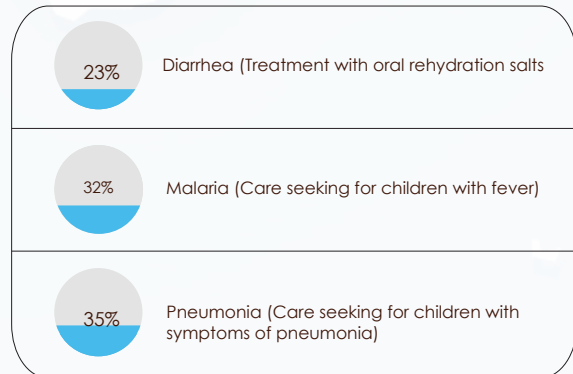 23%
Diarrhea (Treatment with oral rehydration salts
32%
Malaria (Care seeking for children with fever)
35%
Pneumonia (Care seeking for children with
symptoms of pneumonia)